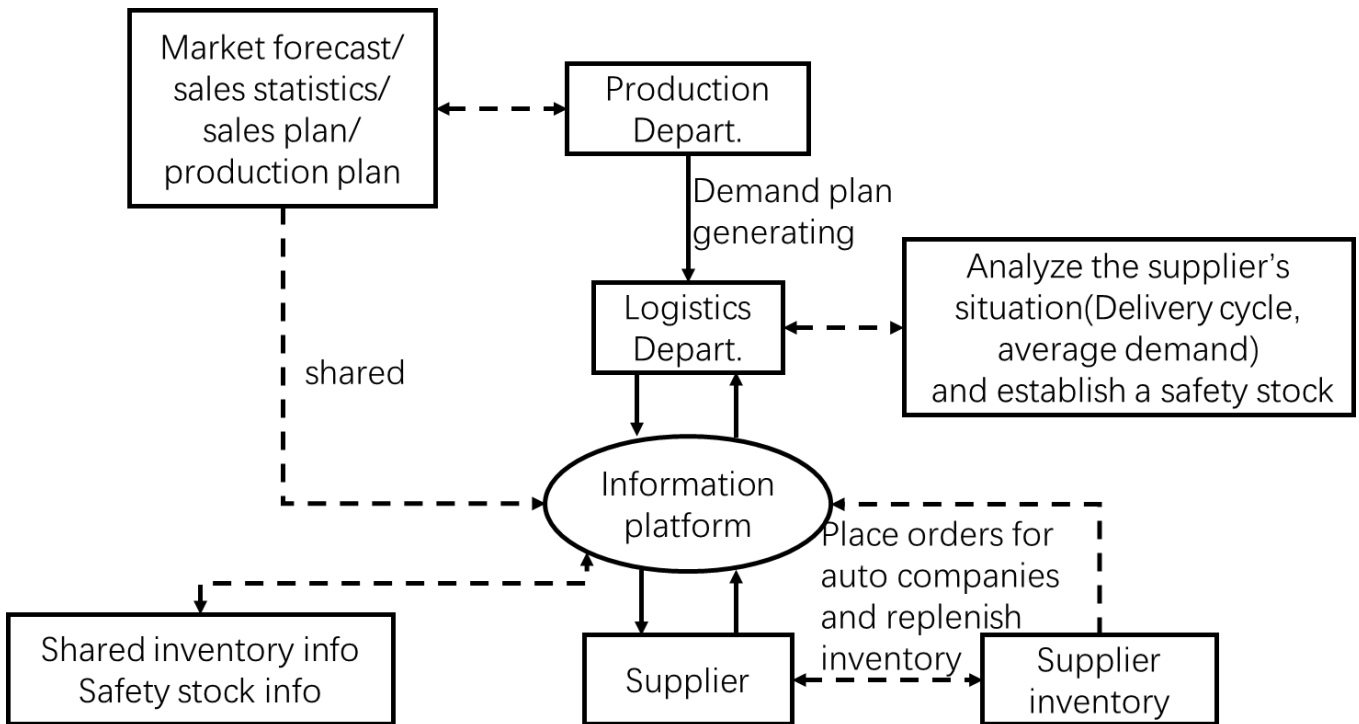 Market forecast/
sales statistics/
sales plan/
production plan
Production
Depart.
Demand plan
generating
Logistics
Depart.
Analyze the supplier's
situation(Delivery cycle,
average demand)
and establish a safety stock
shared
Information
platform
Place orders for
auto companies
and replenish
inventory
Shared inventory info
Safety stock info
Supplier
Supplier
inventory